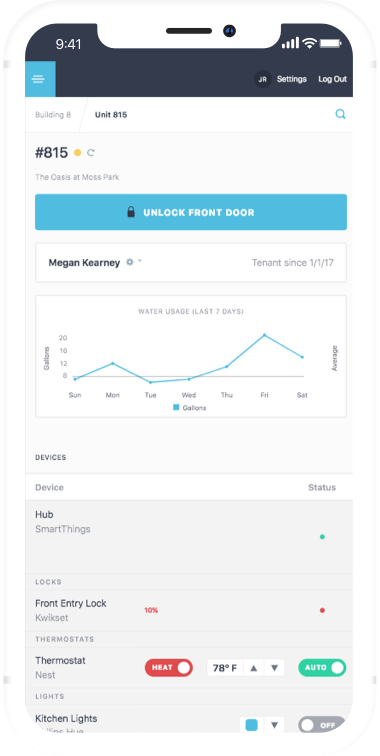 9:41
JR Settings Log Out
Building 8 Unit 815
#815
The Oasis at Moss Park
UNLOCK FRONT DOOR
Megan Kearney Tenant since 1/1/17
WATER USAGE (LAST 7 DAYS)
20
16
12
8
Gallons
Average
Sun Mon Tue Wed Thu Fri Sat
Gallons
DEVICES
Device Status
Hub
SmartThings
LOCKS
Front Entry Lock 10%
Kwikset
THERMOSTATS
Thermostat HEAT 78° F AUTO
Nest
LIGHTS
Kitchen Lights OFF
Hue